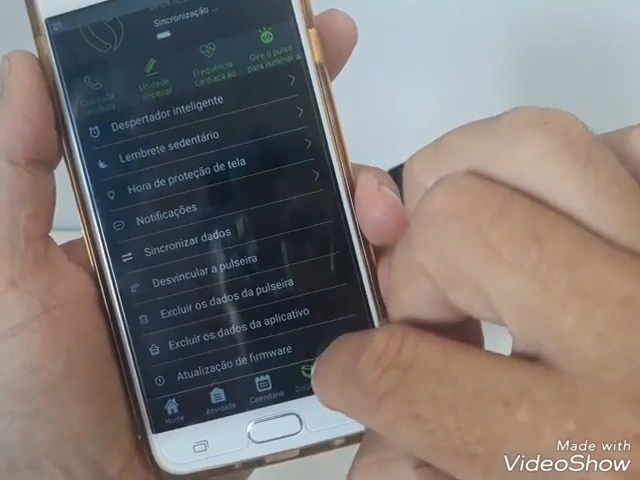 Sincronização ...
Chamada
Unidade
imperial
Frequência
cardíaca ao
Gire o pulso
para iluminar a
Despertador inteligente
Lembrete sedentário
Hora de proteção de tela
Notificações
Sincronizar dados
Desvincular a pulseira
Excluir os dados da pulseira
Excluir os dados da aplicativo
Atualização de firmware
Home
Atividade
Calendário
Made with
VideoShow